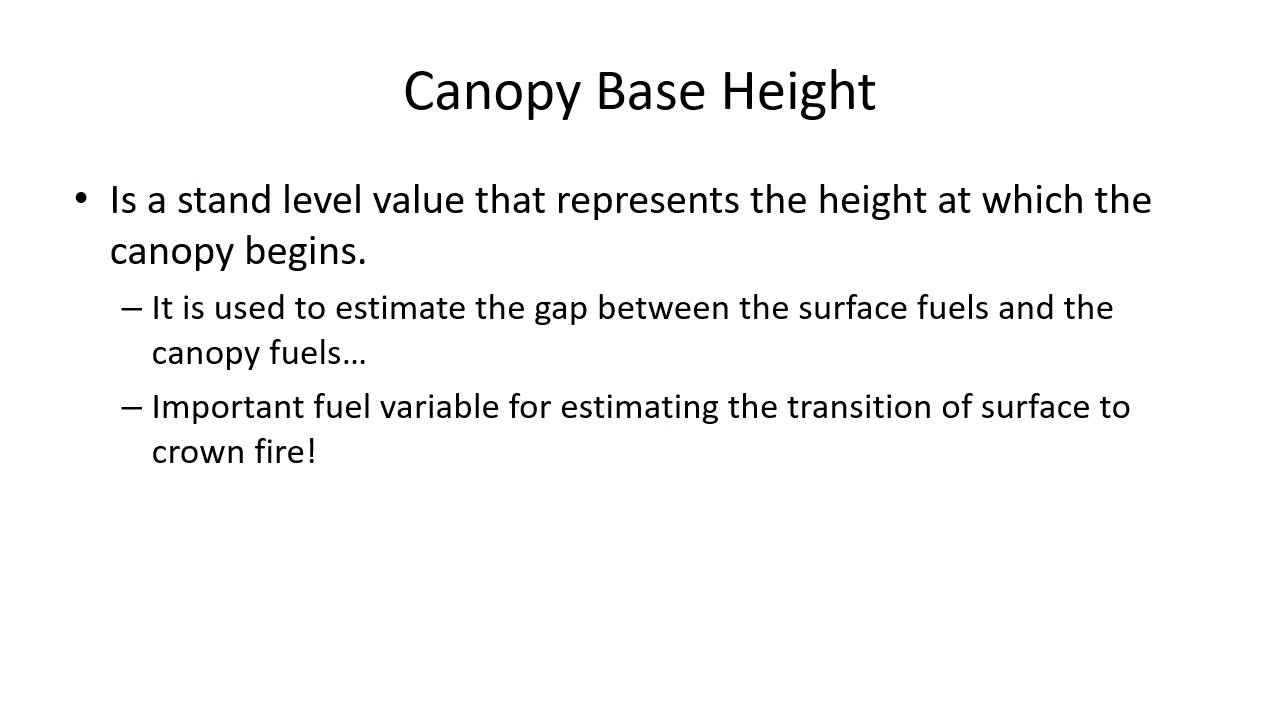 Canopy Base Height
• Is a stand level value that represents the height at which the
canopy begins.
– It is used to estimate the gap between the surface fuels and the
canopy fuels…
– Important fuel variable for estimating the transition of surface to
crown fire!